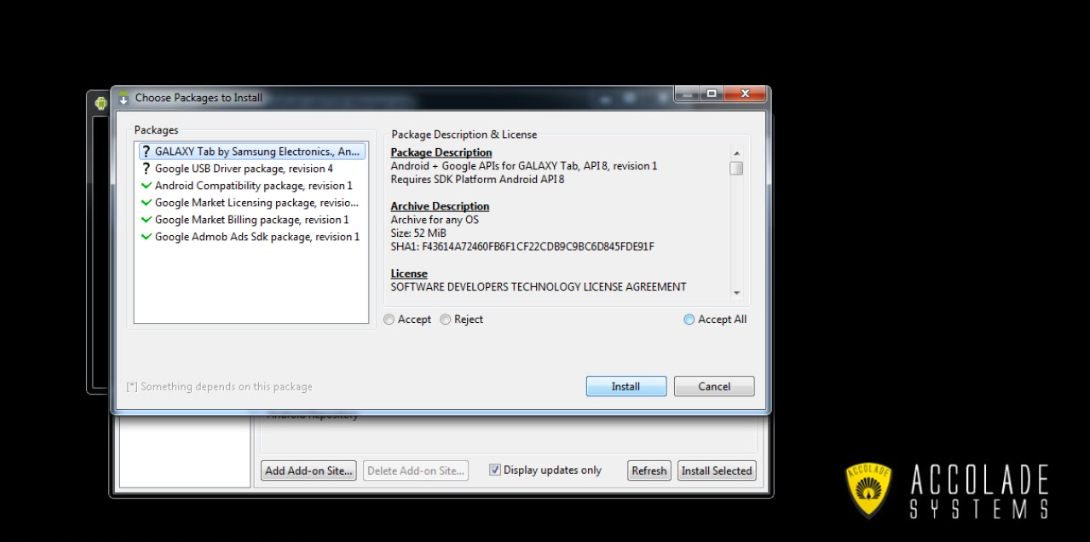 Choose Packages to Install
Packages
? GALAXY Tab by Samsung Electronics., An...
? Google USB Driver package, revision 4
Android Compatibility package, revision 1
Google Market Licensing package, revisio...
Google Market Billing package, revision 1
Google Admob Ads Sdk package, revision 1
Package Description & License
Package Description
Android + Google APIs for GALAXY Tab, API 8, revision 1
Requires SDK Platform Android API 8
Archive Description
Archive for any OS
Size: 52 MiB
SHA1: F43614A72460FB6F1CF22CDB9C9BC6D845FDE91F
License
SOFTWARE DEVELOPERS TECHNOLOGY LICENSE AGREEMENT
Accept Reject Accept All
[*] Something depends on this package
Install Cancel
Android Repository
Add Add-on Site... Delete Add-on Site... Display updates only Refresh Install Selected
ACCOLADE
ACCOLADE
SYSTEMS